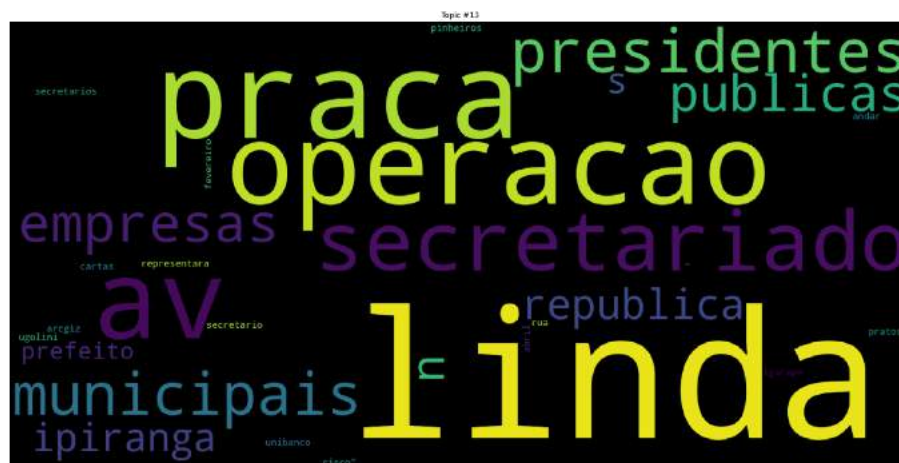 Topic #13
pinheiros
presidentes
s
publicas
secretarios
praca
andar
operacao
fevereiro
empresas
secretariado
cartas
representara
av
republica
secretario
rua
abril
ugolini
prefeito
linda
n
municipais
ipiranga
unibanco